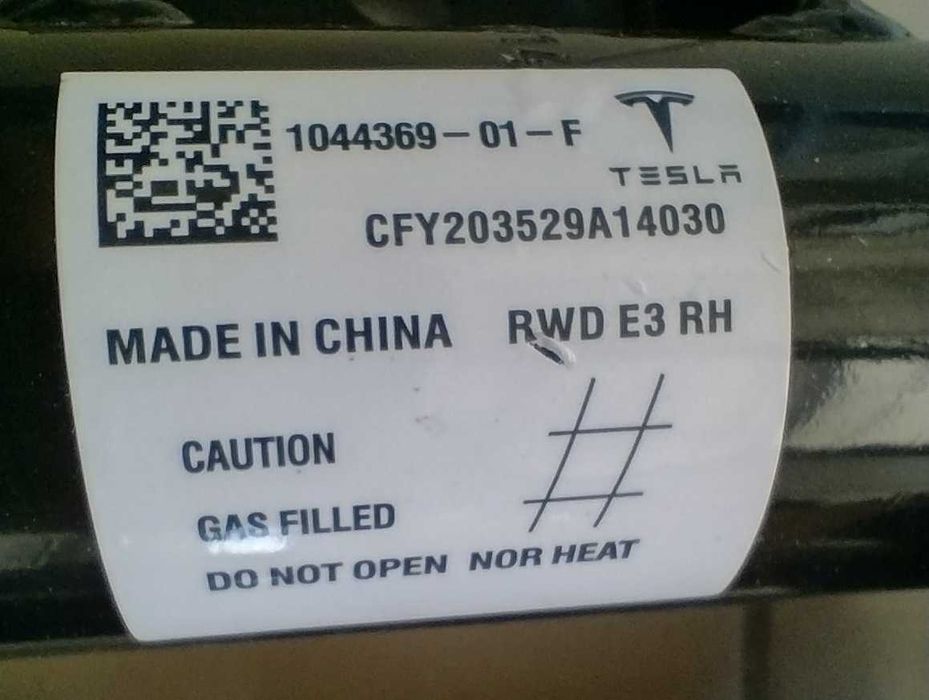 1044369-01-F
TESLA
CFY203529A14030
MADE IN CHINA RWD E3 RH
CAUTION
GAS FILLED
DO NOT OPEN NOR HEAT